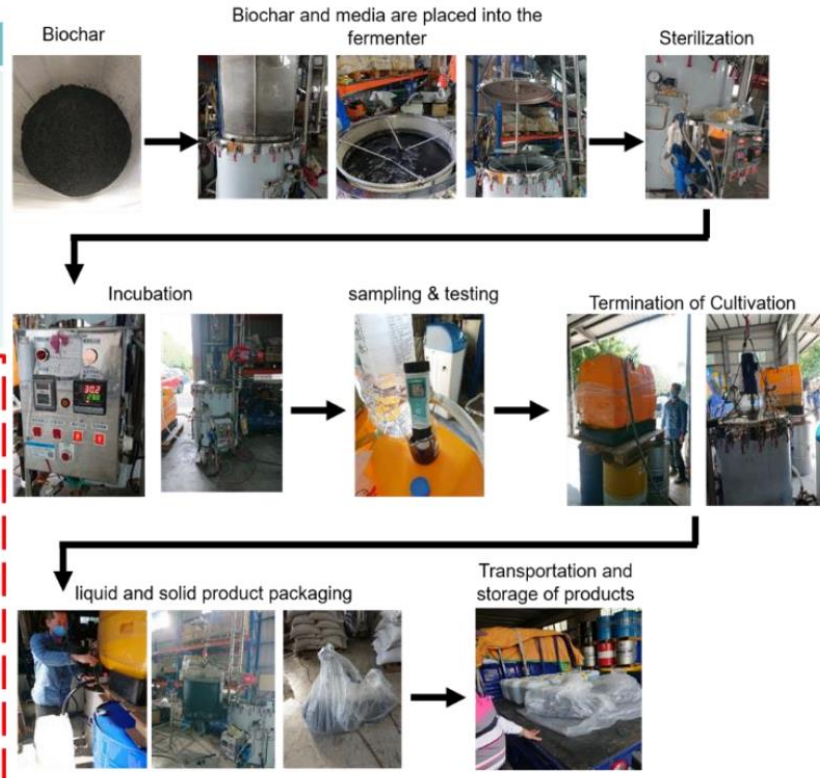 Biochar
Biochar and media are placed into the
fermenter
Sterilization
Incubation
sampling & testing
Termination of Cultivation
liquid and solid product packaging
Transportation and
storage of products